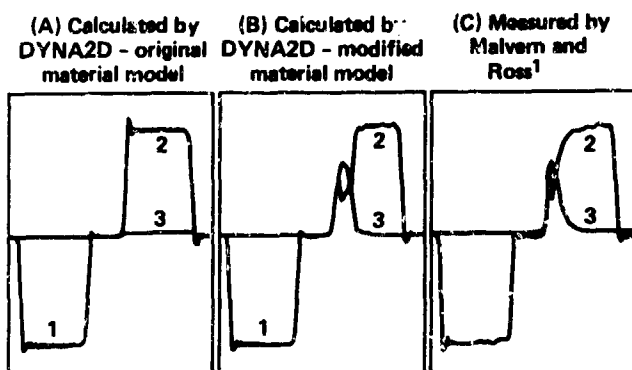 (A) Calculated by
DYNA2D - original
material model
(B) Calculated b
DYNA2D - modified
material model
(C) Measured by
Malvern and
Ross1
2
3
1
2
3
1
2
3